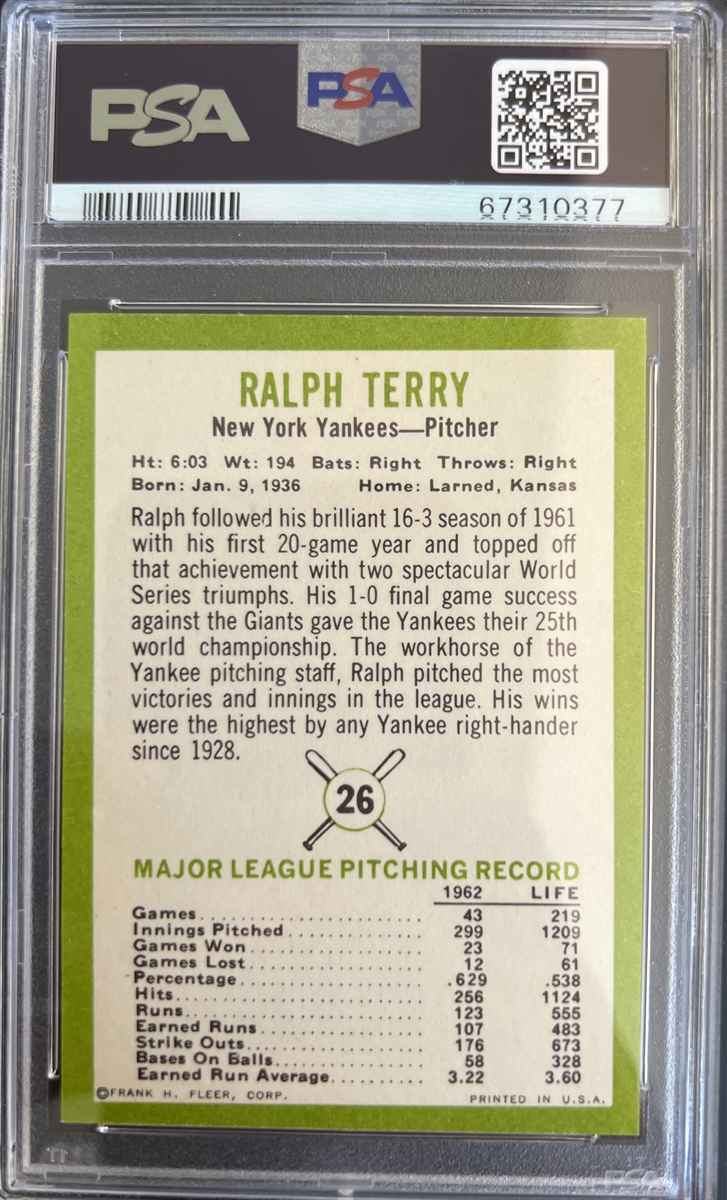 PSA
PSA
67310377
RALPH TERRY
New York Yankees—Pitcher
Ht: 6:03 Wt: 194 Bats: Right Throws: Right
Born: Jan. 9, 1936 Home: Larned, Kansas
Ralph followed his brilliant 16-3 season of 1961
with his first 20-game year and topped off
that achievement with two spectacular World
Series triumphs. His 1-0 final game success
against the Giants gave the Yankees their 25th
world championship. The workhorse of the
Yankee pitching staff, Ralph pitched the most
victories and innings in the league. His wins
were the highest by any Yankee right-hander
since 1928.
26
MAJOR LEAGUE PITCHING RECORD
1962 LIFE
Games 43 219
Innings Pitched 299 1209
Games Won 23 71
Games Lost 12 61
Percentage .629 .538
Hits 256 1124
Runs 123 555
Earned Runs 107 483
Strike Outs 176 673
Bases On Balls 58 328
Earned Run Average 3.22 3.60
©FRANK H. FLEER, CORP. PRINTED IN U.S.A.
PSA